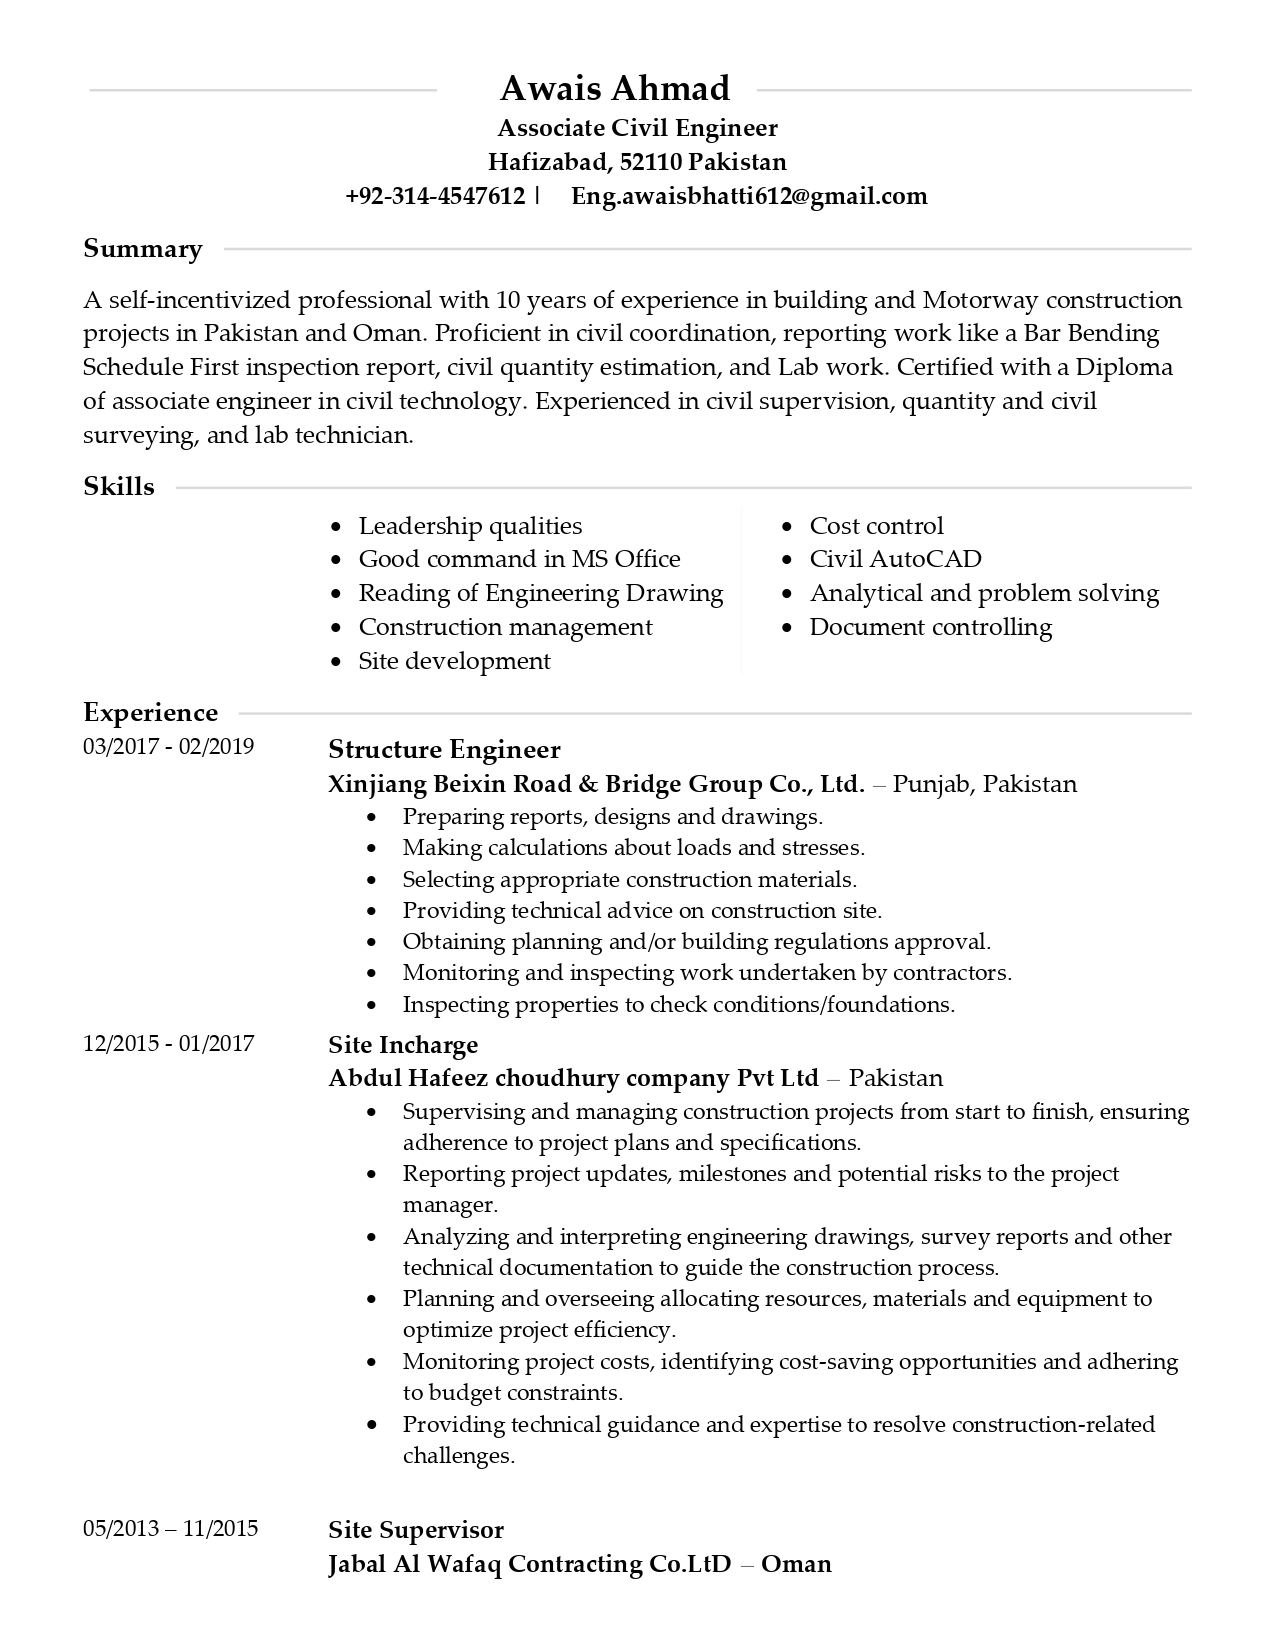 Awais Ahmad
Associate Civil Engineer
Hafizabad, 52110 Pakistan
+92-314-4547612 | Eng.awaisbhatti612@gmail.com
Summary
A self-incentivized professional with 10 years of experience in building and Motorway construction
projects in Pakistan and Oman. Proficient in civil coordination, reporting work like a Bar Bending
Schedule First inspection report, civil quantity estimation, and Lab work. Certified with a Diploma
of associate engineer in civil technology. Experienced in civil supervision, quantity and civil
surveying, and lab technician.
Skills
• Leadership qualities
• Good command in MS Office
• Reading of Engineering Drawing
• Construction management
• Site development
• Cost control
• Civil AutoCAD
• Analytical and problem solving
• Document controlling
Experience
03/2017 - 02/2019
Structure Engineer
Xinjiang Beixin Road & Bridge Group Co., Ltd. – Punjab, Pakistan
• Preparing reports, designs and drawings.
• Making calculations about loads and stresses.
• Selecting appropriate construction materials.
• Providing technical advice on construction site.
• Obtaining planning and/or building regulations approval.
• Monitoring and inspecting work undertaken by contractors.
• Inspecting properties to check conditions/foundations.
12/2015 - 01/2017
Site Incharge
Abdul Hafeez choudhury company Pvt Ltd – Pakistan
• Supervising and managing construction projects from start to finish, ensuring
adherence to project plans and specifications.
• Reporting project updates, milestones and potential risks to the project
manager.
• Analyzing and interpreting engineering drawings, survey reports and other
technical documentation to guide the construction process.
• Planning and overseeing allocating resources, materials and equipment to
optimize project efficiency.
• Monitoring project costs, identifying cost-saving opportunities and adhering
to budget constraints.
• Providing technical guidance and expertise to resolve construction-related
challenges.
05/2013 – 11/2015
Site Supervisor
Jabal Al Wafaq Contracting Co.LtD – Oman